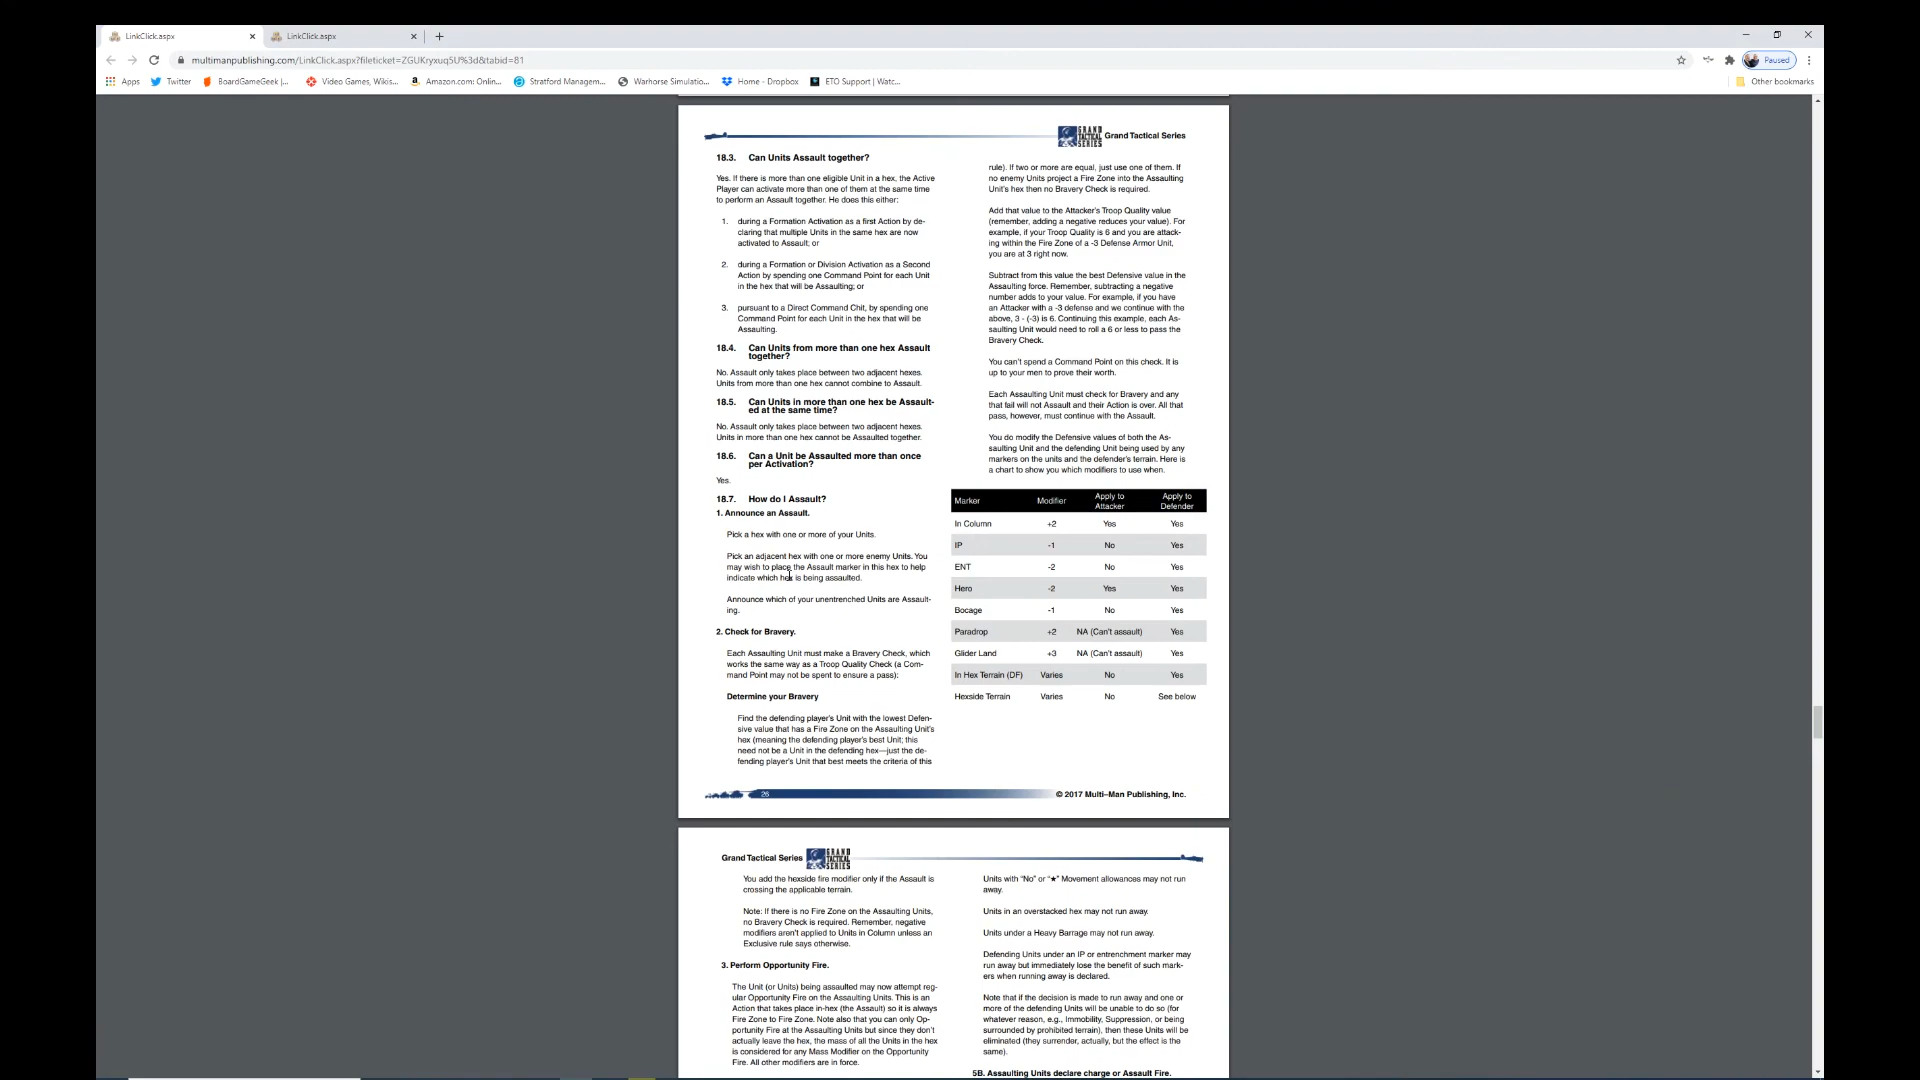 LinkClick.aspx
LinkClick.aspx
multimanpublishing.com/LinkClick.aspx?fileticket=ZGUKryxuq5U%3d&tabid=81
Paused
Apps
Twitter
BoardGameGeek |...
Video Games, Wikis...
Amazon.com: Onlin...
Stratford Managem...
Warhorse Simulatio...
Home - Dropbox
ETO Support | Watc...
Other bookmarks
GRAND TACTICAL SERIES Grand Tactical Series
18.3. Can Units Assault together?
Yes. If there is more than one eligible Unit in a hex, the Active
Player can activate more than one of them at the same time
to perform an Assault together. He does this either:
1. during a Formation Activation as a first Action by de-
claring that multiple Units in the same hex are now
activated to Assault; or
2. during a Formation or Division Activation as a Second
Action by spending one Command Point for each Unit
in the hex that will be Assaulting; or
3. pursuant to a Direct Command Chit, by spending one
Command Point for each Unit in the hex that will be
Assaulting.
18.4. Can Units from more than one hex Assault
together?
No. Assault only takes place between two adjacent hexes.
Units from more than one hex cannot combine to Assault.
18.5. Can Units in more than one hex be Assault-
ed at the same time?
No. Assault only takes place between two adjacent hexes.
Units in more than one hex cannot be Assaulted together.
18.6. Can a Unit be Assaulted more than once
per Activation?
Yes.
18.7. How do I Assault?
1. Announce an Assault.
Pick a hex with one or more of your Units.
Pick an adjacent hex with one or more enemy Units. You
may wish to place the Assault marker in this hex to help
indicate which hex is being assaulted.
Announce which of your unentrenched Units are Assault-
ing.
2. Check for Bravery.
Each Assaulting Unit must make a Bravery Check, which
works the same way as a Troop Quality Check (a Com-
mand Point may not be spent to ensure a pass);
Determine your Bravery
Find the defending player's Unit with the lowest Defen-
sive value that has a Fire Zone on the Assaulting Unit's
hex (meaning the defending player's best Unit; this
need not be a Unit in the defending hex—just the de-
fending player's Unit that best meets the criteria of this
rule). If two or more are equal, just use one of them. If
no enemy Units project a Fire Zone into the Assaulting
Unit's hex then no Bravery Check is required.
Add that value to the Attacker's Troop Quality value
(remember, adding a negative reduces your value). For
example, if your Troop Quality is 6 and you are attack-
ing within the Fire Zone of a -3 Defense Armor Unit,
you are at 3 right now.
Subtract from this value the best Defensive value in the
Assaulting force. Remember, subtracting a negative
number adds to your value. For example, if you have
an Attacker with a -3 defense and we continue with the
above, 3 - (-3) is 6. Continuing this example, each As-
saulting Unit would need to roll a 6 or less to pass the
Bravery Check.
You can't spend a Command Point on this check. It is
up to your men to prove their worth.
Each Assaulting Unit must check for Bravery and any
that fail will not Assault and their Action is over. All that
pass, however, must continue with the Assault.
You do modify the Defensive values of both the As-
saulting Unit and the defending Unit being used by any
markers on the units and the defender's terrain. Here is
a chart to show you which modifiers to use when.
Marker Modifier Apply to Attacker Apply to Defender
In Column +2 Yes Yes
IP -1 No Yes
ENT -2 No Yes
Hero -2 Yes Yes
Bocage -1 No Yes
Paradrop +2 NA (Can't assault) Yes
Glider Land +3 NA (Can't assault) Yes
In Hex Terrain (DF) Varies No Yes
Hexside Terrain Varies No See below
26 © 2017 Multi–Man Publishing, Inc.
Grand Tactical Series GRAND TACTICAL SERIES
You add the hexside fire modifier only if the Assault is
crossing the applicable terrain.
Note: If there is no Fire Zone on the Assaulting Units,
no Bravery Check is required. Remember, negative
modifiers aren't applied to Units in Column unless an
Exclusive rule says otherwise.
3. Perform Opportunity Fire.
The Unit (or Units) being assaulted may now attempt reg-
ular Opportunity Fire on the Assaulting Units. This is an
Action that takes place in-hex (the Assault) so it is always
Fire Zone to Fire Zone. Note also that you can only Op-
portunity Fire at the Assaulting Units but since they don't
actually leave the hex, the mass of all the Units in the hex
is considered for any Mass Modifier on the Opportunity
Fire. All other modifiers are in force.
Units with "No" or "★" Movement allowances may not run
away.
Units in an overstacked hex may not run away.
Units under a Heavy Barrage may not run away.
Defending Units under an IP or entrenchment marker may
run away but immediately lose the benefit of such mark-
ers when running away is declared.
Note that if the decision is made to run away and one or
more of the defending Units will be unable to do so (for
whatever reason, e.g., Immobility, Suppression, or being
surrounded by prohibited terrain), then these Units will be
eliminated (they surrender, actually, but the effect is the
same).
5B. Assaulting Units declare charge or Assault Fire.